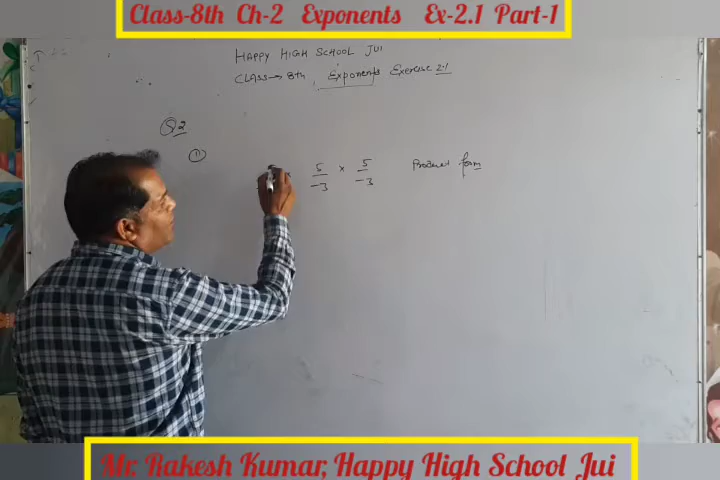 Class-8th Ch-2 Exponents Ex-2.1 Part-1
HAPPY HIGH SCHOOL JUI
CLASS→8th, Exponents Exercise 2.1
Q2
① 5/-3 × 5/-3 Product form
Mr. Rakesh Kumar, Happy High School Jui